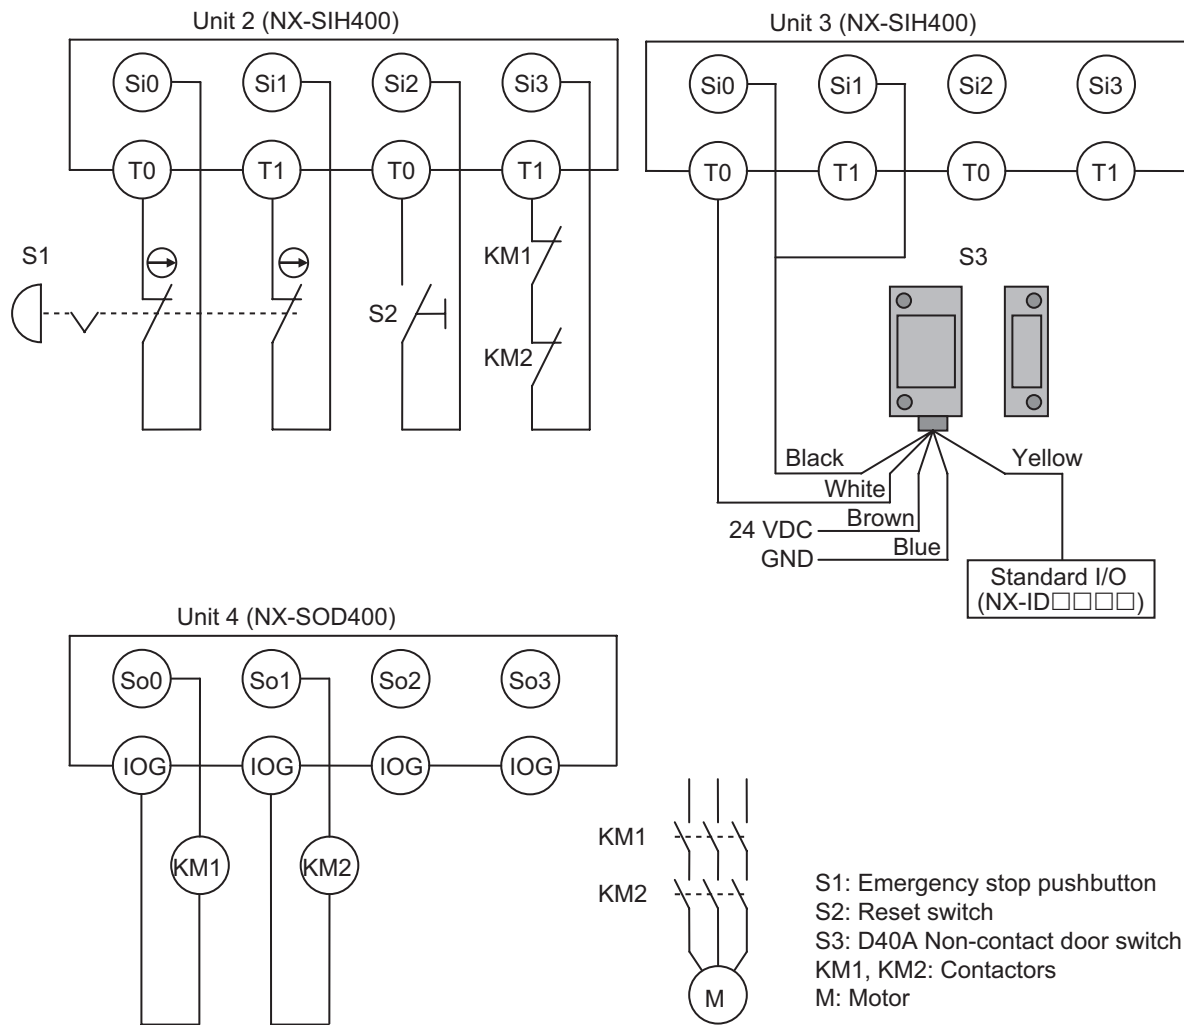 Unit 2 (NX-SIH400)
Si0 Si1 Si2 Si3
T0 T1 T0 T1
S1
S2
KM1
KM2
Unit 3 (NX-SIH400)
Si0 Si1 Si2 Si3
T0 T1 T0 T1
S3
Black
Yellow
White
24 VDC
Brown
GND
Blue
Standard I/O
(NX-ID□□□□)
Unit 4 (NX-SOD400)
So0 So1 So2 So3
IOG IOG IOG IOG
KM1 KM2
KM1
KM2
M
S1: Emergency stop pushbutton
S2: Reset switch
S3: D40A Non-contact door switch
KM1, KM2: Contactors
M: Motor